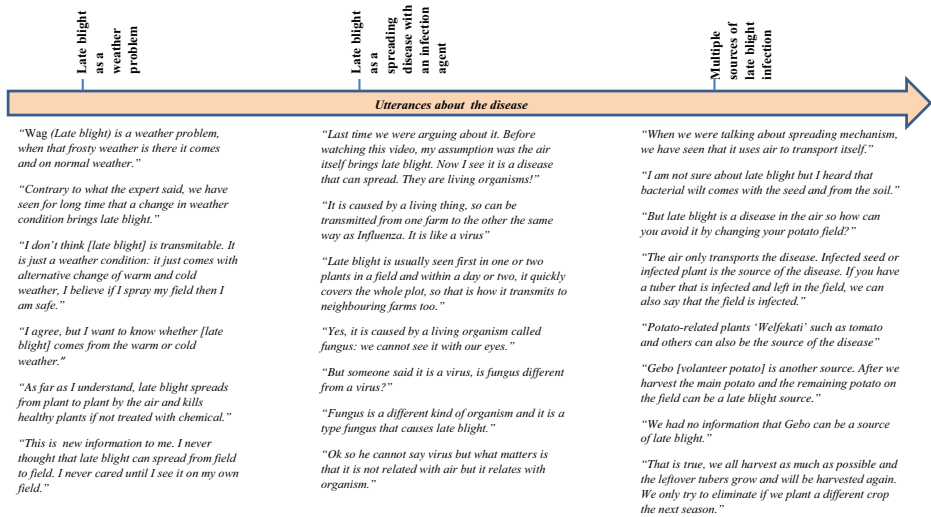 Late blight
as a
weather
problem
Late blight
as a
spreading
disease with
an infection
agent
Multiple
sources of
late blight
infection
Utterances about the disease
“Wag (Late blight) is a weather problem,
when that frosty weather is there it comes
and on normal weather.”
“Contrary to what the expert said, we have
seen for long time that a change in weather
condition brings late blight.”
“I don’t think [late blight] is transmitable. It
is just a weather condition: it just comes with
alternative change of warm and cold
weather, I believe if I spray my field then I
am safe.”
“I agree, but I want to know whether [late
blight] comes from the warm or cold
weather.”
“As far as I understand, late blight spreads
from plant to plant by the air and kills
healthy plants if not treated with chemical.”
“This is new information to me. I never
thought that late blight can spread from field
to field. I never cared until I see it on my own
field.”
“Last time we were arguing about it. Before
watching this video, my assumption was the air
itself brings late blight. Now I see it is a disease
that can spread. They are living organisms!”
“It is caused by a living thing, so can be
transmitted from one farm to the other the same
way as Influenza. It is like a virus”
“Late blight is usually seen first in one or two
plants in a field and within a day or two, it quickly
covers the whole plot, so that is how it transmits to
neighbouring farms too.”
“Yes, it is caused by a living organism called
fungus: we cannot see it with our eyes.”
“But someone said it is a virus, is fungus different
from a virus?”
“Fungus is a different kind of organism and it is a
type fungus that causes late blight.”
“Ok so he cannot say virus but what matters is
that it is not related with air but it relates with
organism.”
“When we were talking about spreading mechanism,
we have seen that it uses air to transport itself.”
“I am not sure about late blight but I heard that
bacterial wilt comes with the seed and from the soil.”
“But late blight is a disease in the air so how can
you avoid it by changing your potato field?”
“The air only transports the disease. Infected seed or
infected plant is the source of the disease. If you have
a tuber that is infected and left in the field, we can
also say that the field is infected.”
“Potato-related plants ‘Welfekati’ such as tomato
and others can also be the source of the disease”
“Gebo [volanteer potato] is another source. After we
harvest the main potato and the remaining potato on
the field can be a late blight source.”
“We had no information that Gebo can be a source
of late blight.”
“That is true, we all harvest as much as possible and
the leftover tubers grow and will be harvested again.
We only try to eliminate if we plant a different crop
the next season.”